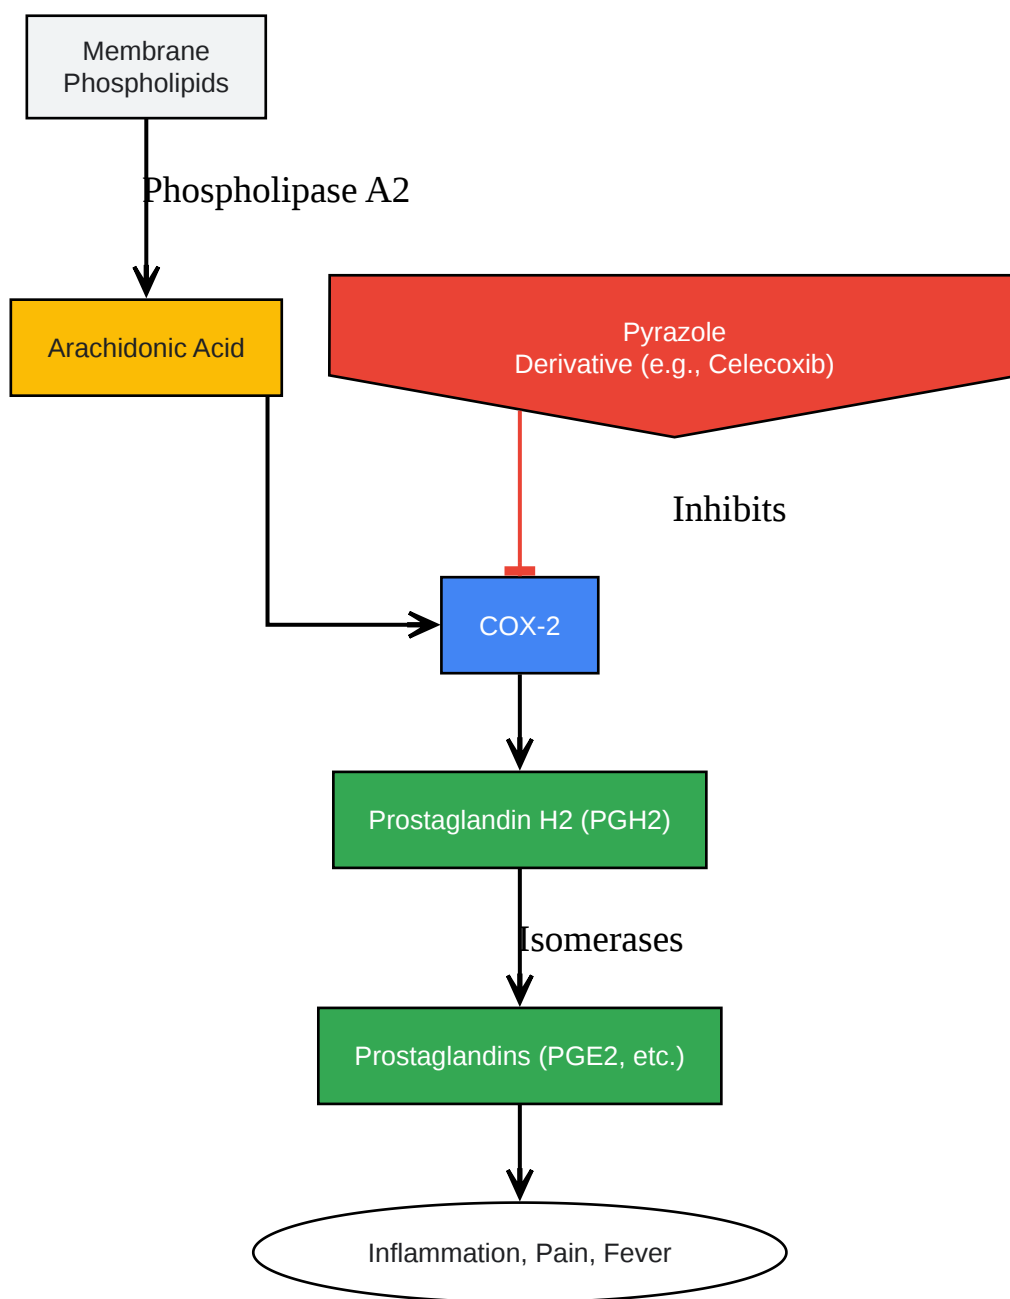 Membrane
Phospholipids
Phospholipase A2
Arachidonic Acid
Pyrazole
Derivative (e.g., Celecoxib)
Inhibits
COX-2
Prostaglandin H2 (PGH2)
Isomerases
Prostaglandins (PGE2, etc.)
Inflammation, Pain, Fever